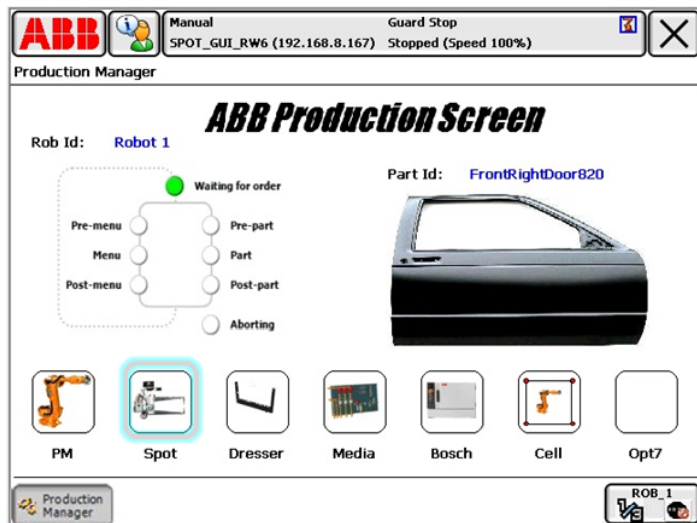 ABB
Manual
Guard Stop
SPOT_GUI_RW6 (192.168.8.167)
Stopped (Speed 100%)
Production Manager
ABB Production Screen
Rob Id: Robot 1
Part Id: FrontRightDoor820
Waiting for order
Pre-menu
Pre-part
Menu
Part
Post-menu
Post-part
Aborting
PM
Spot
Dresser
Media
Bosch
Cell
Opt7
Production
Manager
ROB_1
1/3